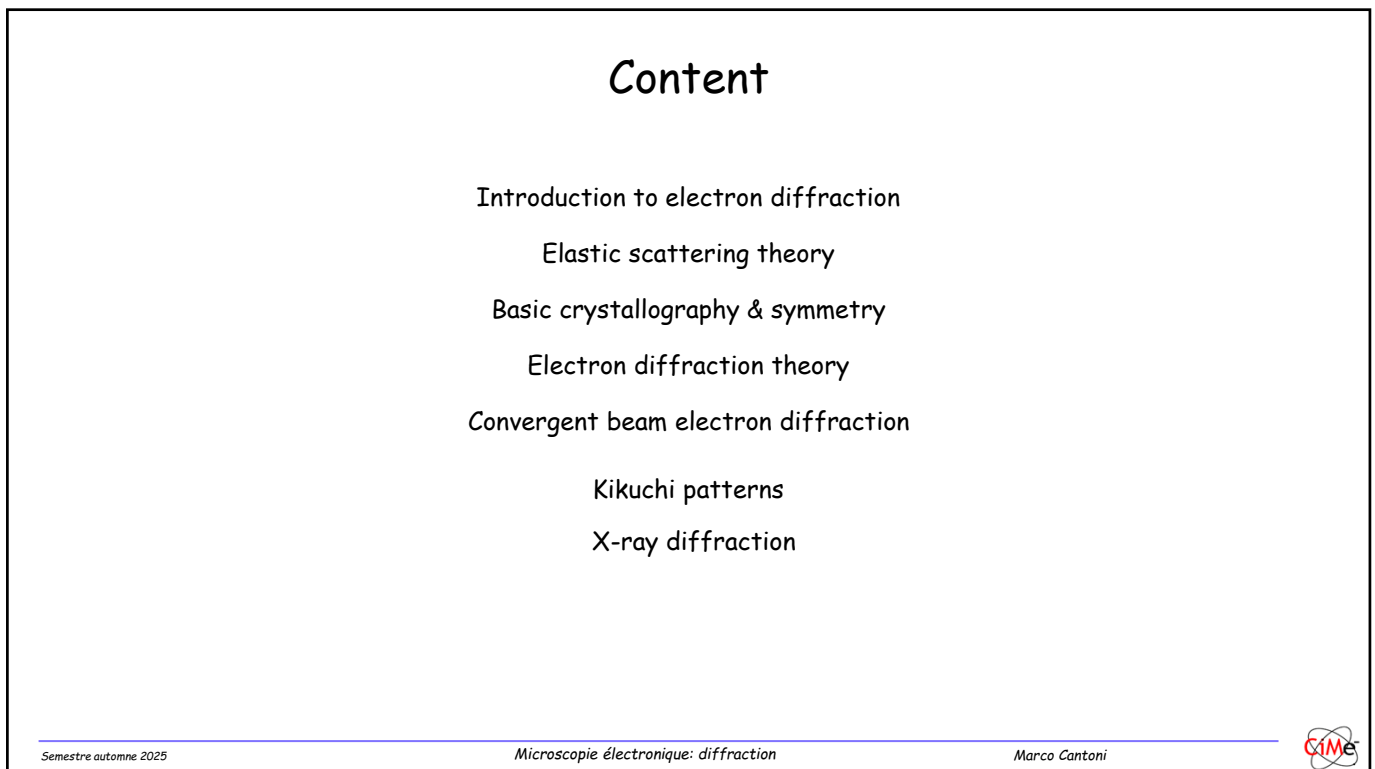 Content
Introduction to electron diffraction
Elastic scattering theory
Basic crystallography & symmetry
Electron diffraction theory
Convergent beam electron diffraction
Kikuchi patterns
X-ray diffraction
Semestre automne 2025 Microscopie électronique: diffraction Marco Cantoni CiMe